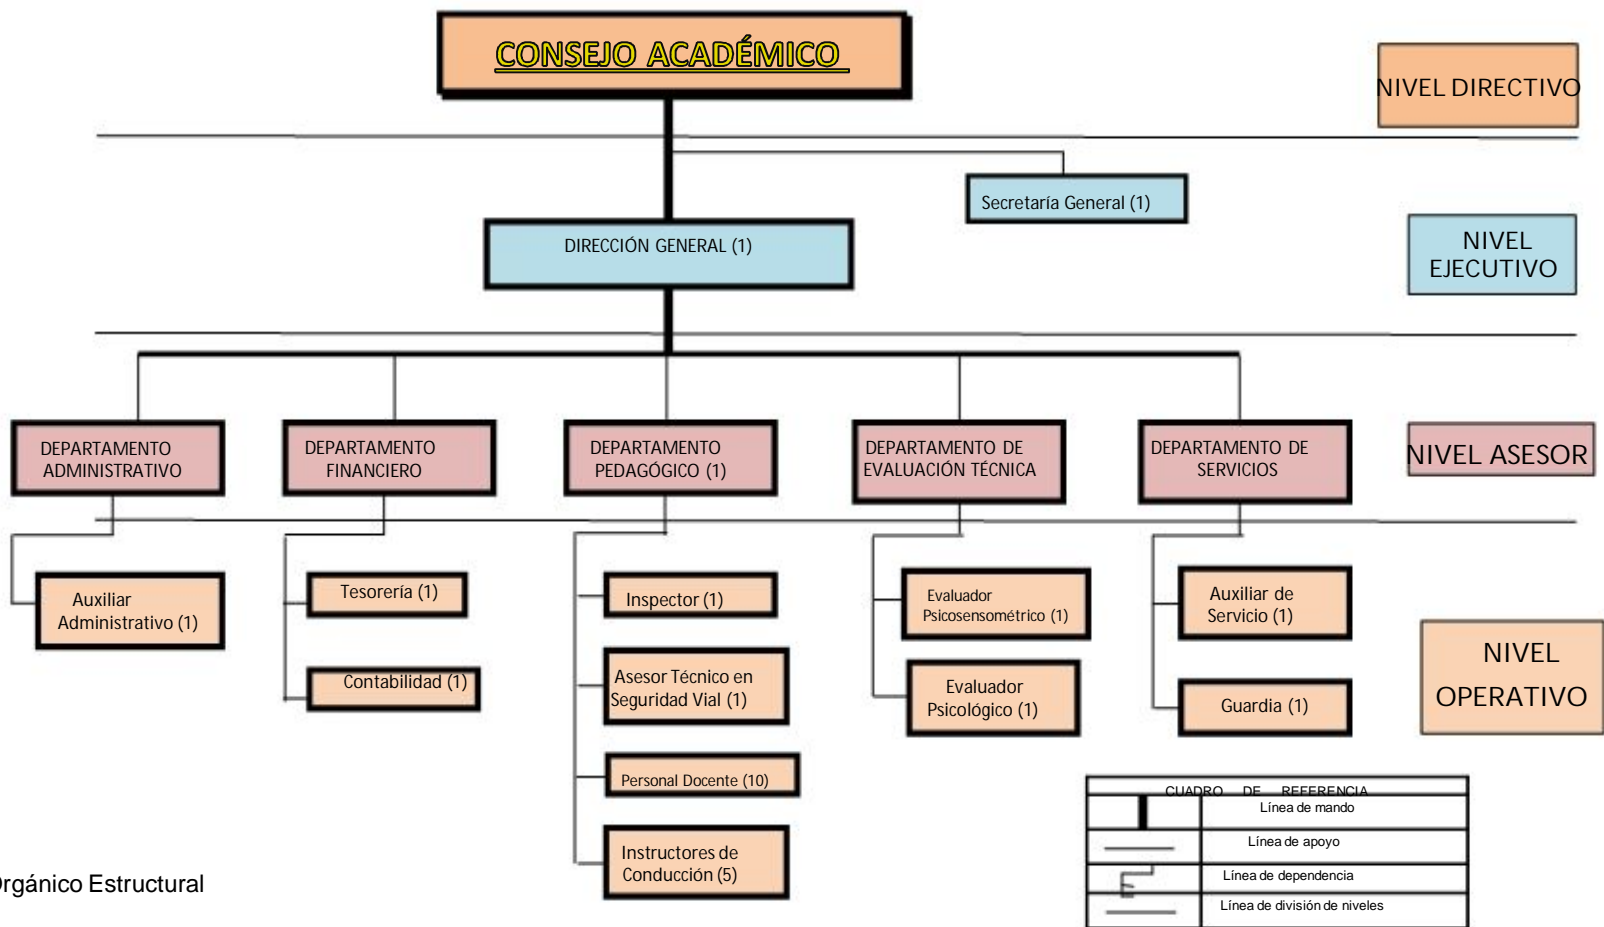 CONSEJO ACADÉMICO
NIVEL DIRECTIVO
Secretaría General (1)
DIRECCIÓN GENERAL (1)
NIVEL
EJECUTIVO
DEPARTAMENTO
ADMINISTRATIVO
DEPARTAMENTO
FINANCIERO
DEPARTAMENTO
PEDAGÓGICO (1)
DEPARTAMENTO DE
EVALUACIÓN TÉCNICA
DEPARTAMENTO DE
SERVICIOS
NIVEL ASESOR
Auxiliar
Administrativo (1)
Tesorería (1)
Contabilidad (1)
Inspector (1)
Asesor Técnico en
Seguridad Vial (1)
Personal Docente (10)
Instructores de
Conducción (5)
Evaluador
Psicosensométrico (1)
Evaluador
Psicológico (1)
Auxiliar de
Servicio (1)
Guardia (1)
NIVEL
OPERATIVO
CUADRO DE REFERENCIA
Línea de mando
Línea de apoyo
Línea de dependencia
Línea de división de niveles
Orgánico Estructural